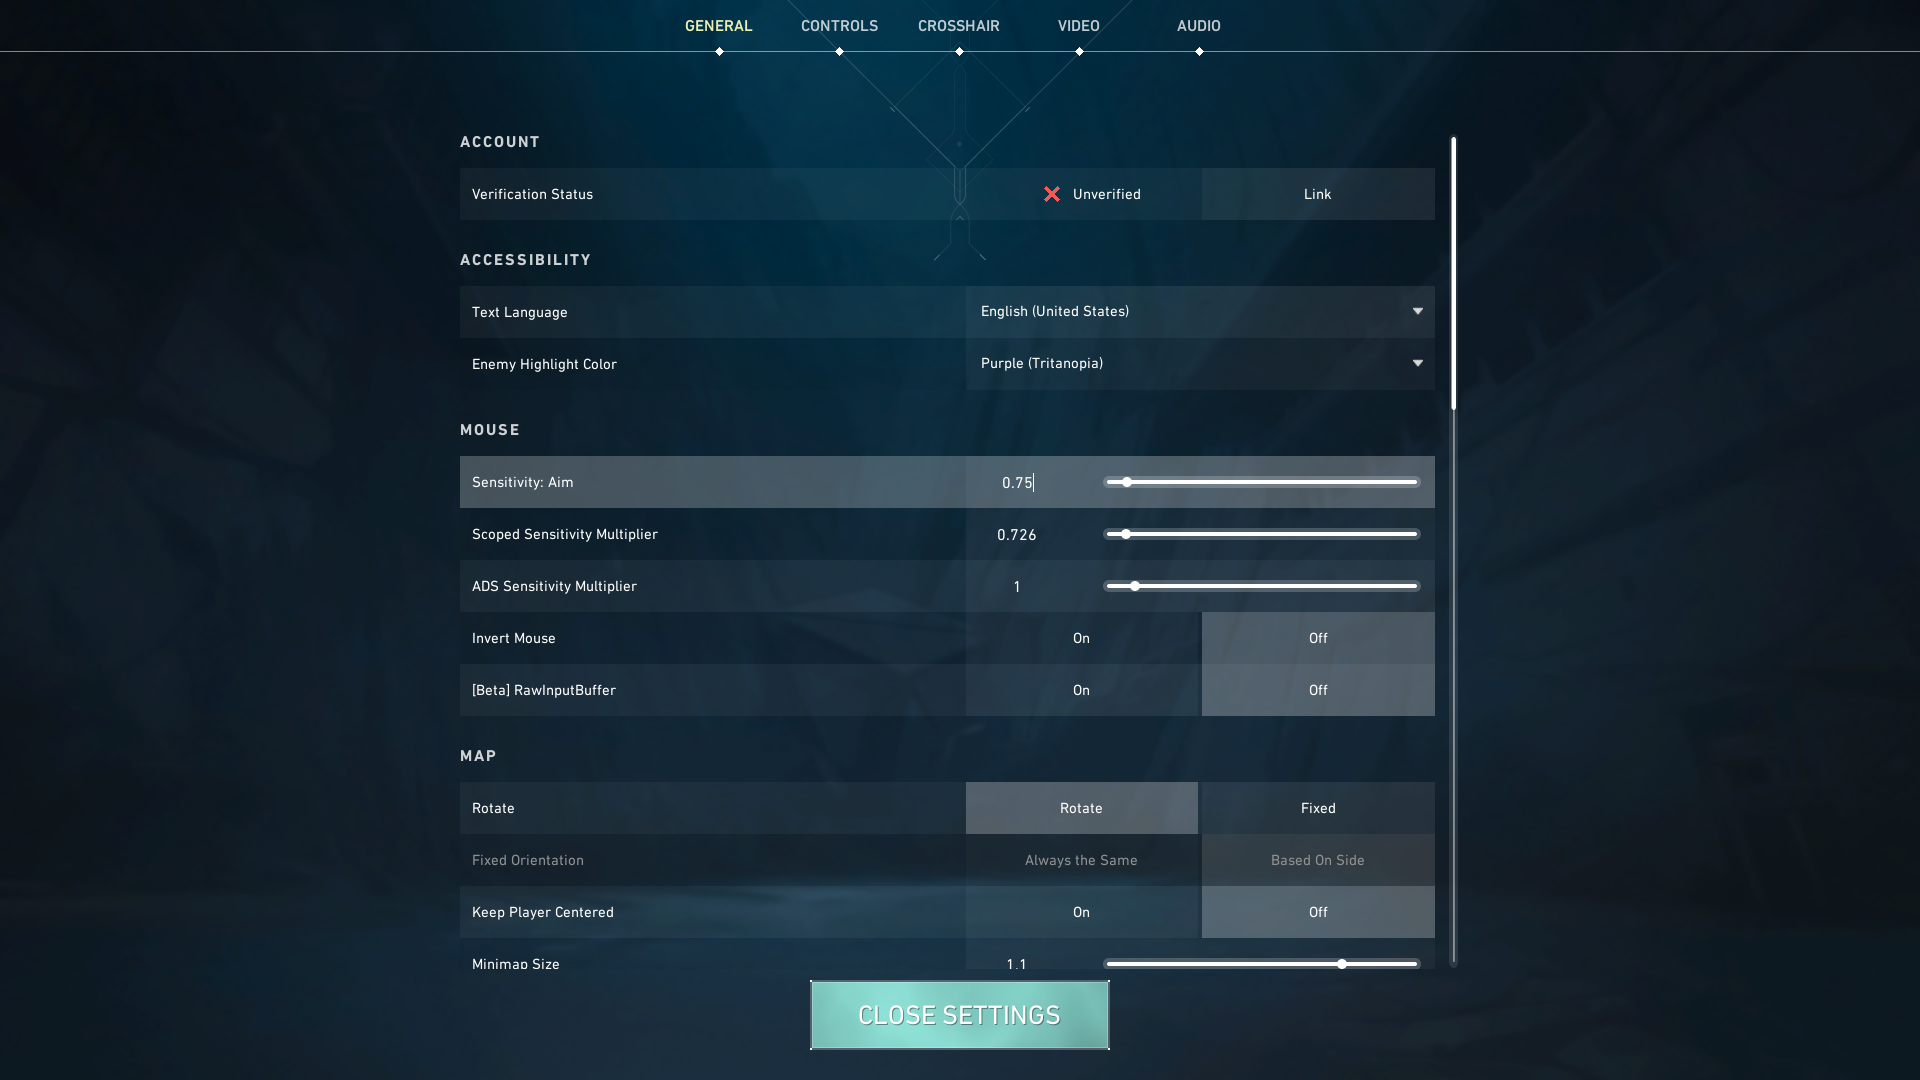 GENERAL CONTROLS CROSSHAIR VIDEO AUDIO
ACCOUNT
Verification Status Unverified Link
ACCESSIBILITY
Text Language English (United States)
Enemy Highlight Color Purple (Tritanopia)
MOUSE
Sensitivity: Aim 0.75
Scoped Sensitivity Multiplier 0.726
ADS Sensitivity Multiplier 1
Invert Mouse On Off
[Beta] RawInputBuffer On Off
MAP
Rotate Rotate Fixed
Fixed Orientation Always the Same Based On Side
Keep Player Centered On Off
Minimap Size 1.1
CLOSE SETTINGS